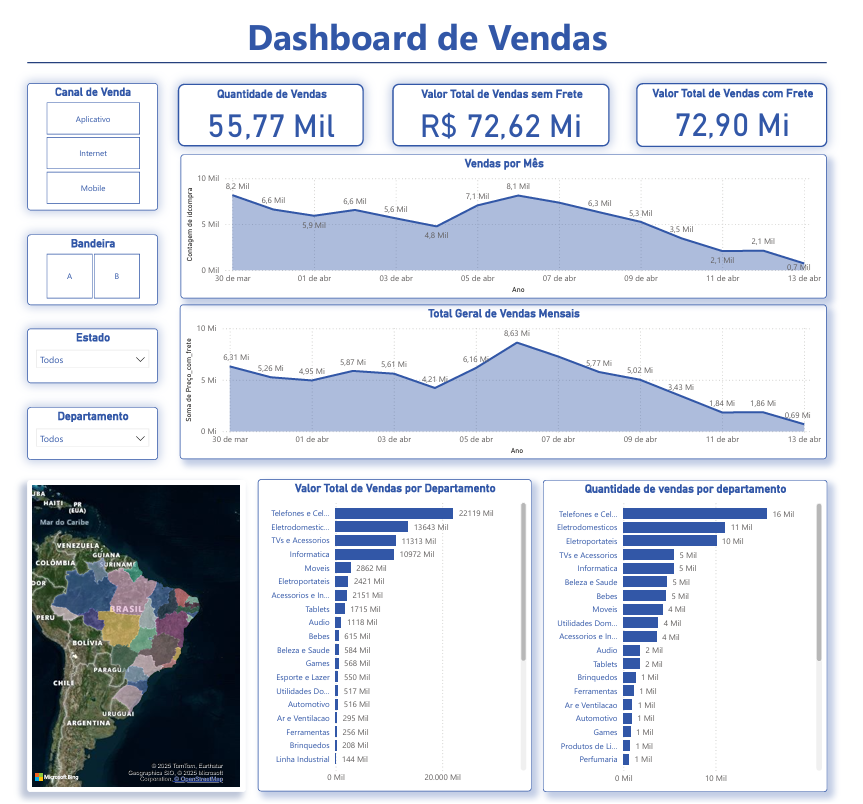 Dashboard de Vendas
Canal de Venda
Aplicativo
Internet
Mobile
Bandeira
A B
Estado
Todos
Departamento
Todos
Quantidade de Vendas
55,77 Mil
Valor Total de Vendas sem Frete
R$ 72,62 Mi
Valor Total de Vendas com Frete
72,90 Mi
Vendas por Mês
Contagem de idcompra
10 Mil
5 Mil
0 Mil
8,2 Mil
6,6 Mil
5,9 Mil
6,6 Mil
5,6 Mil
4,8 Mil
7,1 Mil
8,1 Mil
6,3 Mil
5,3 Mil
3,5 Mil
2,1 Mil
2,1 Mil
0,7 Mil
30 de mar 01 de abr 03 de abr 05 de abr 07 de abr 09 de abr 11 de abr 13 de abr
Ano
Total Geral de Vendas Mensais
Soma de Preço_com_frete
10 Mi
5 Mi
0 Mi
6,31 Mi
5,26 Mi
4,95 Mi
5,87 Mi
5,61 Mi
4,21 Mi
6,16 Mi
8,63 Mi
5,77 Mi
5,02 Mi
3,43 Mi
1,84 Mi
1,86 Mi
0,69 Mi
30 de mar 01 de abr 03 de abr 05 de abr 07 de abr 09 de abr 11 de abr 13 de abr
Ano
UBA
HAITI
PR
(EUA)
Mar do Caribe
VENEZUELA
GUIANA
SURINAME
COLÔMBIA
DOR
BRASIL
PERU
BOLÍVIA
PARAGU
CHILE
URUGUAI
ARGENTINA
Microsoft Bing
© 2025 TomTom, Earthstar
Geographics SIO, © 2025 Microsoft
Corporation, © OpenStreetMap
Valor Total de Vendas por Departamento
Telefones e Cel... 22119 Mil
Eletrodomestic... 13643 Mil
TVs e Acessorios 11313 Mil
Informatica 10972 Mil
Moveis 2862 Mil
Eletroportateis 2421 Mil
Acessorios e In... 2151 Mil
Tablets 1715 Mil
Audio 1118 Mil
Bebes 615 Mil
Beleza e Saude 584 Mil
Games 568 Mil
Esporte e Lazer 550 Mil
Utilidades Do... 517 Mil
Automotivo 516 Mil
Ar e Ventilacao 295 Mil
Ferramentas 256 Mil
Brinquedos 208 Mil
Linha Industrial 144 Mil
0 Mil 20.000 Mil
Quantidade de vendas por departamento
Telefones e Cel... 16 Mil
Eletrodomesticos 11 Mil
Eletroportateis 10 Mil
TVs e Acessorios 5 Mil
Informatica 5 Mil
Beleza e Saude 5 Mil
Bebes 5 Mil
Moveis 4 Mil
Utilidades Dom... 4 Mil
Acessorios e In... 4 Mil
Audio 2 Mil
Tablets 2 Mil
Brinquedos 1 Mil
Ferramentas 1 Mil
Ar e Ventilacao 1 Mil
Automotivo 1 Mil
Games 1 Mil
Produtos de Li... 1 Mil
Perfumaria 1 Mil
0 Mil 10 Mil